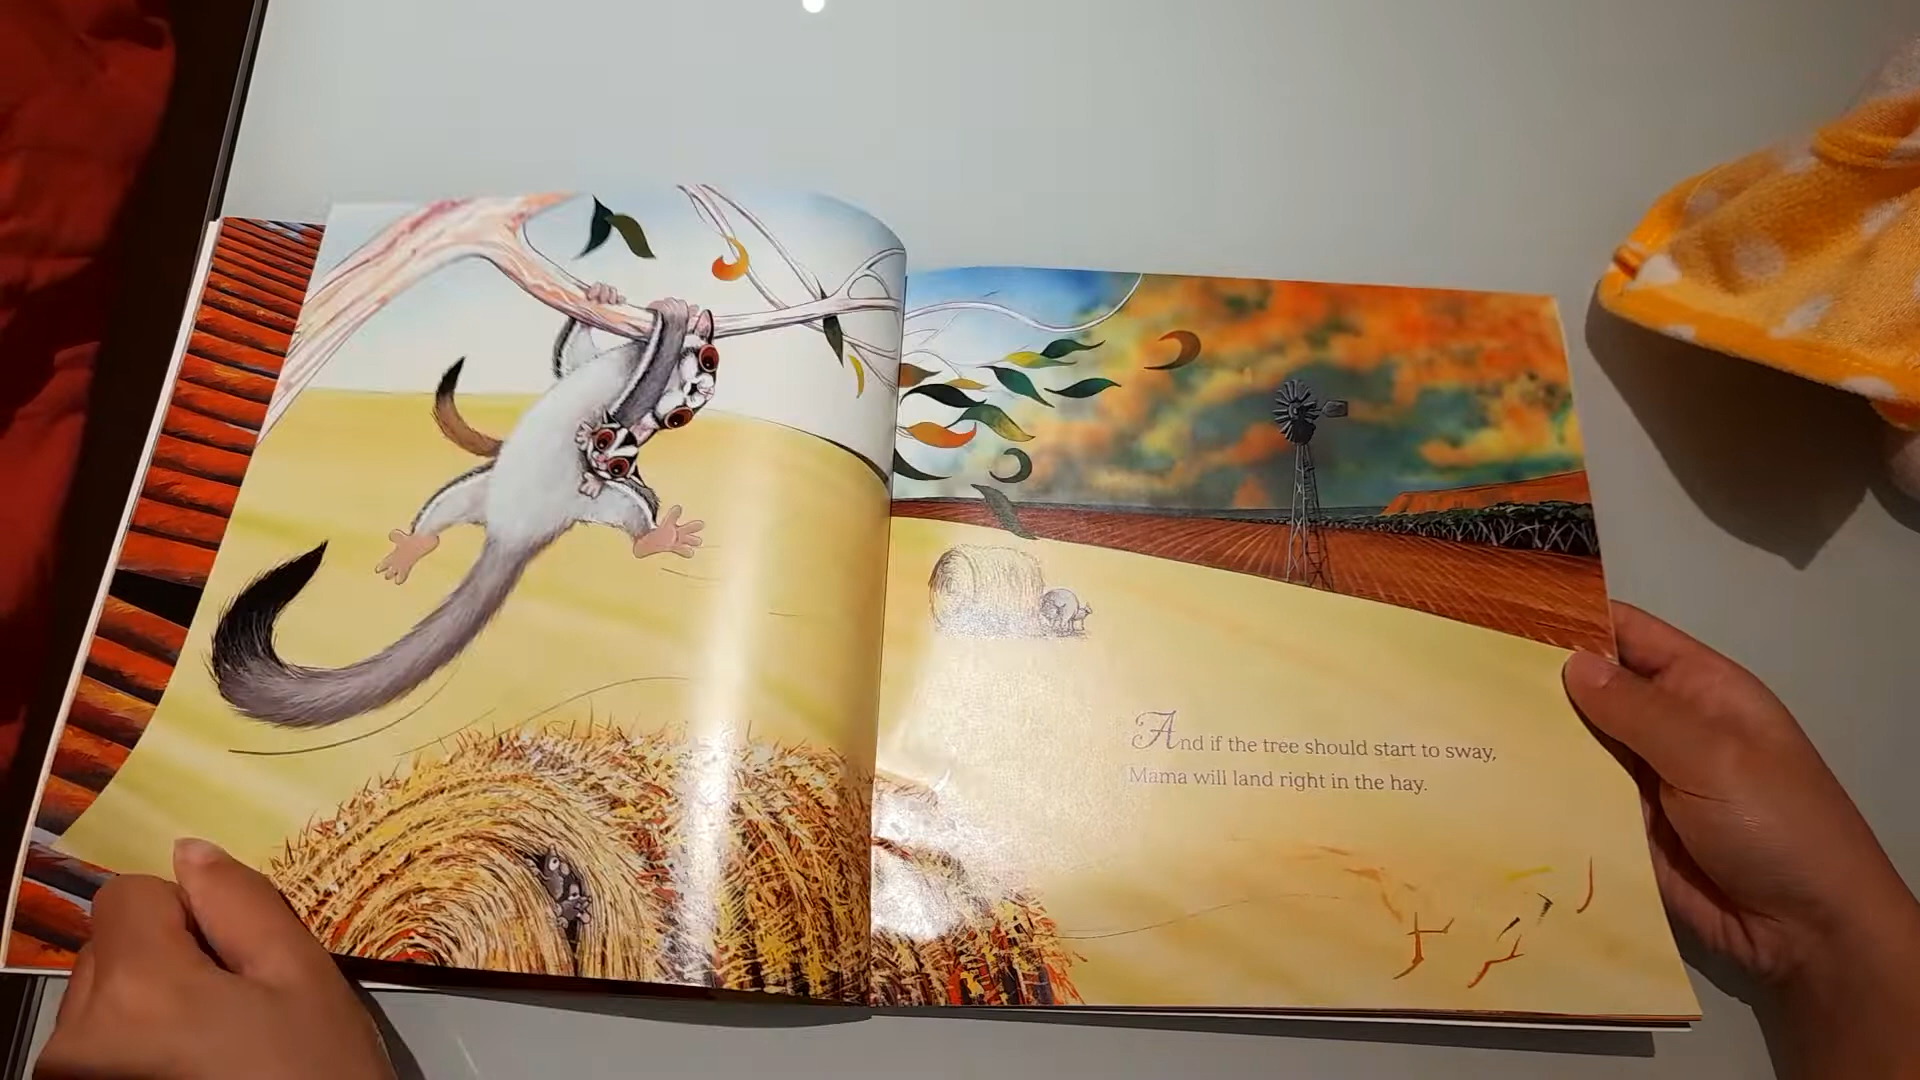 And if the tree should start to sway,
Mama will land right in the hay.